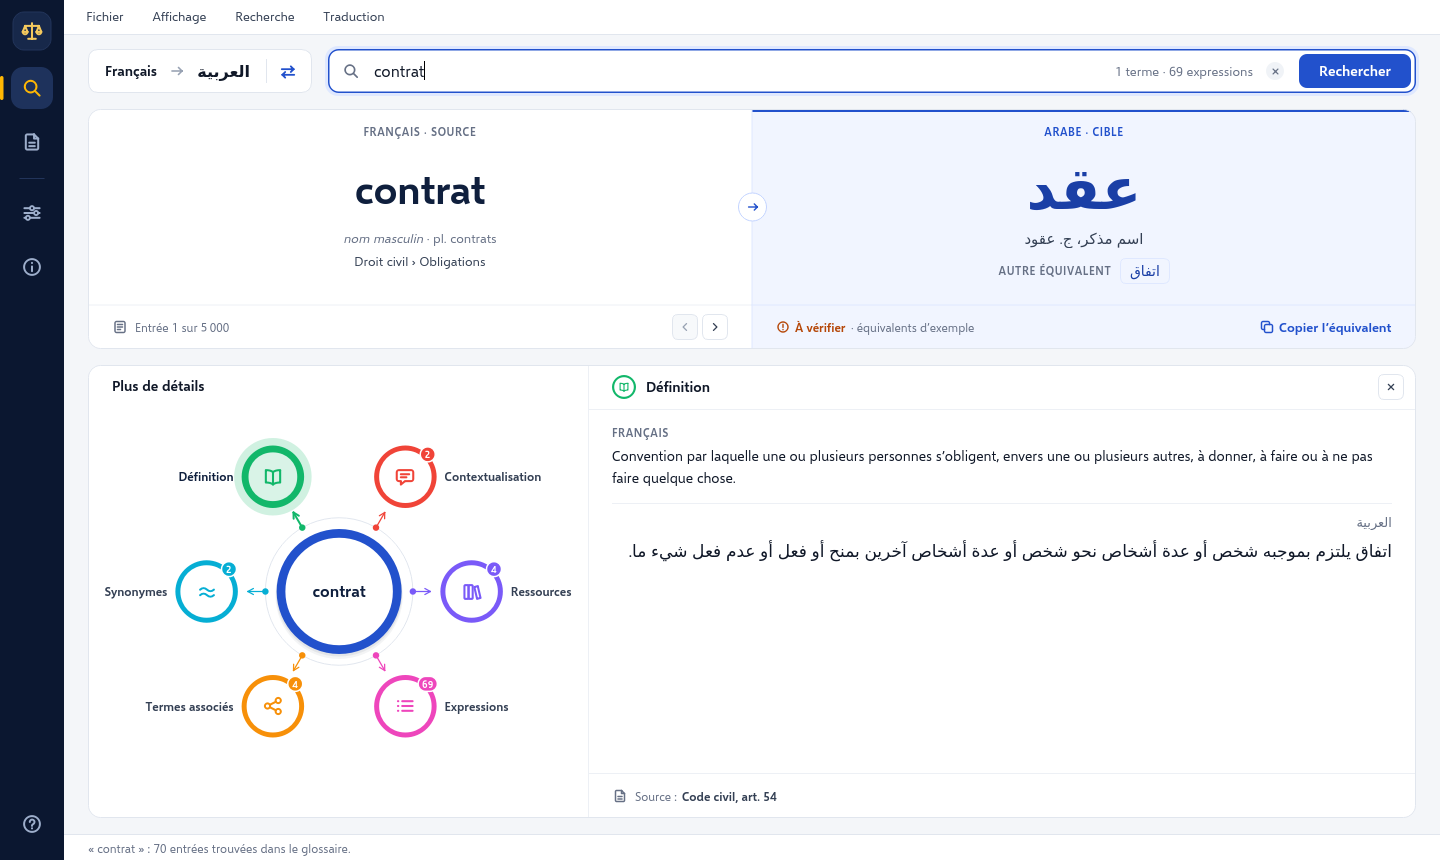 Fichier Affichage Recherche Traduction
Français → العربية
contrat
1 terme · 69 expressions
Rechercher
FRANÇAIS · SOURCE
contrat
nom masculin · pl. contrats
Droit civil › Obligations
Entrée 1 sur 5 000
ARABE · CIBLE
عقد
اسم مذكر، ج. عقود
AUTRE ÉQUIVALENT اتفاق
À vérifier · équivalents d’exemple
Copier l’équivalent
Plus de détails
Définition
2
Contextualisation
Synonymes
2
contrat
4
Ressources
Termes associés
4
69
Expressions
Définition
FRANÇAIS
Convention par laquelle une ou plusieurs personnes s’obligent, envers une ou plusieurs autres, à donner, à faire ou à ne pas
faire quelque chose.
العربية
اتفاق يلتزم بموجبه شخص أو عدة أشخاص نحو شخص أو عدة أشخاص آخرين بمنح أو فعل أو عدم فعل شيء ما.
Source : Code civil, art. 54
« contrat » : 70 entrées trouvées dans le glossaire.